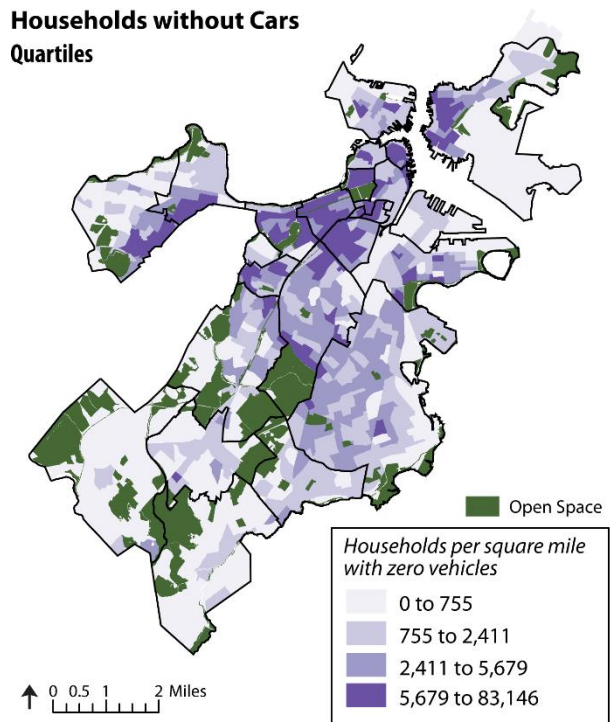 Households without Cars
Quartiles
Open Space
Households per square mile
with zero vehicles
0 to 755
755 to 2,411
2,411 to 5,679
5,679 to 83,146
0 0.5 1 2 Miles